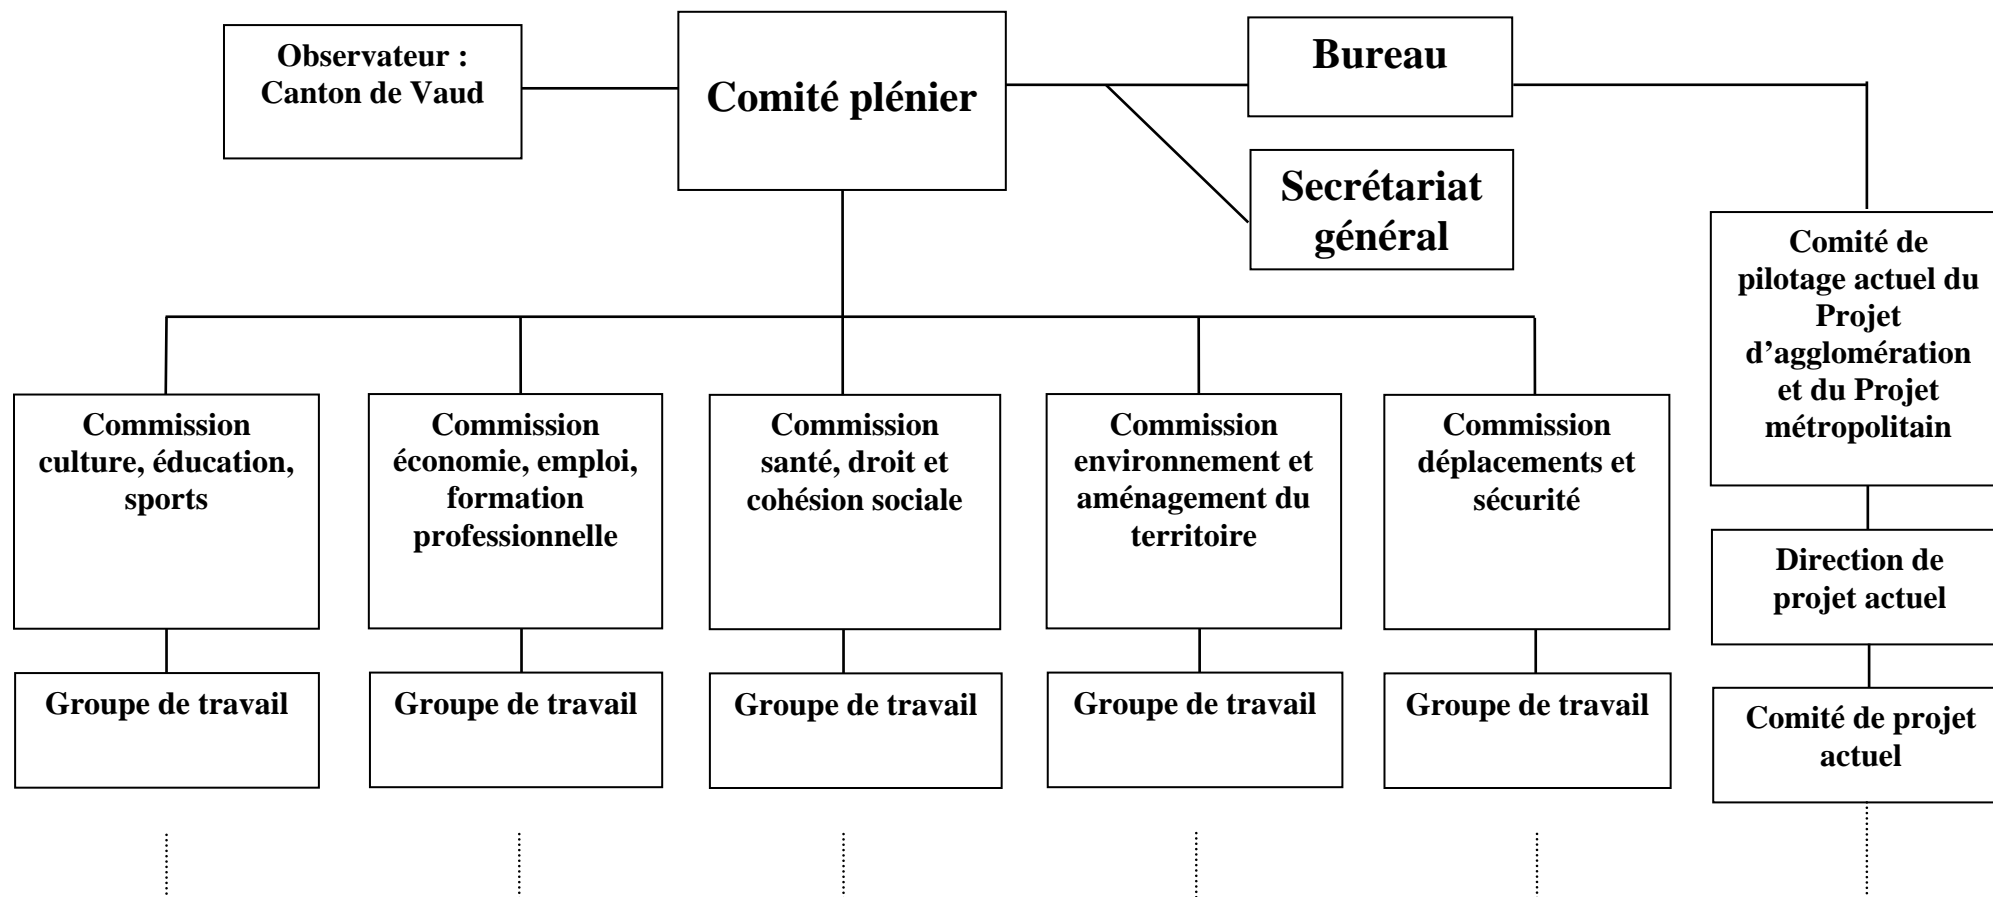 Observateur :
Canton de Vaud
Comité plénier
Bureau
Secrétariat
général
Comité de
pilotage actuel du
Projet
d’agglomération
et du Projet
métropolitain
Commission
culture, éducation,
sports
Commission
économie, emploi,
formation
professionnelle
Commission
santé, droit et
cohésion sociale
Commission
environnement et
aménagement du
territoire
Commission
déplacements et
sécurité
Direction de
projet actuel
Groupe de travail
Groupe de travail
Groupe de travail
Groupe de travail
Groupe de travail
Comité de projet
actuel